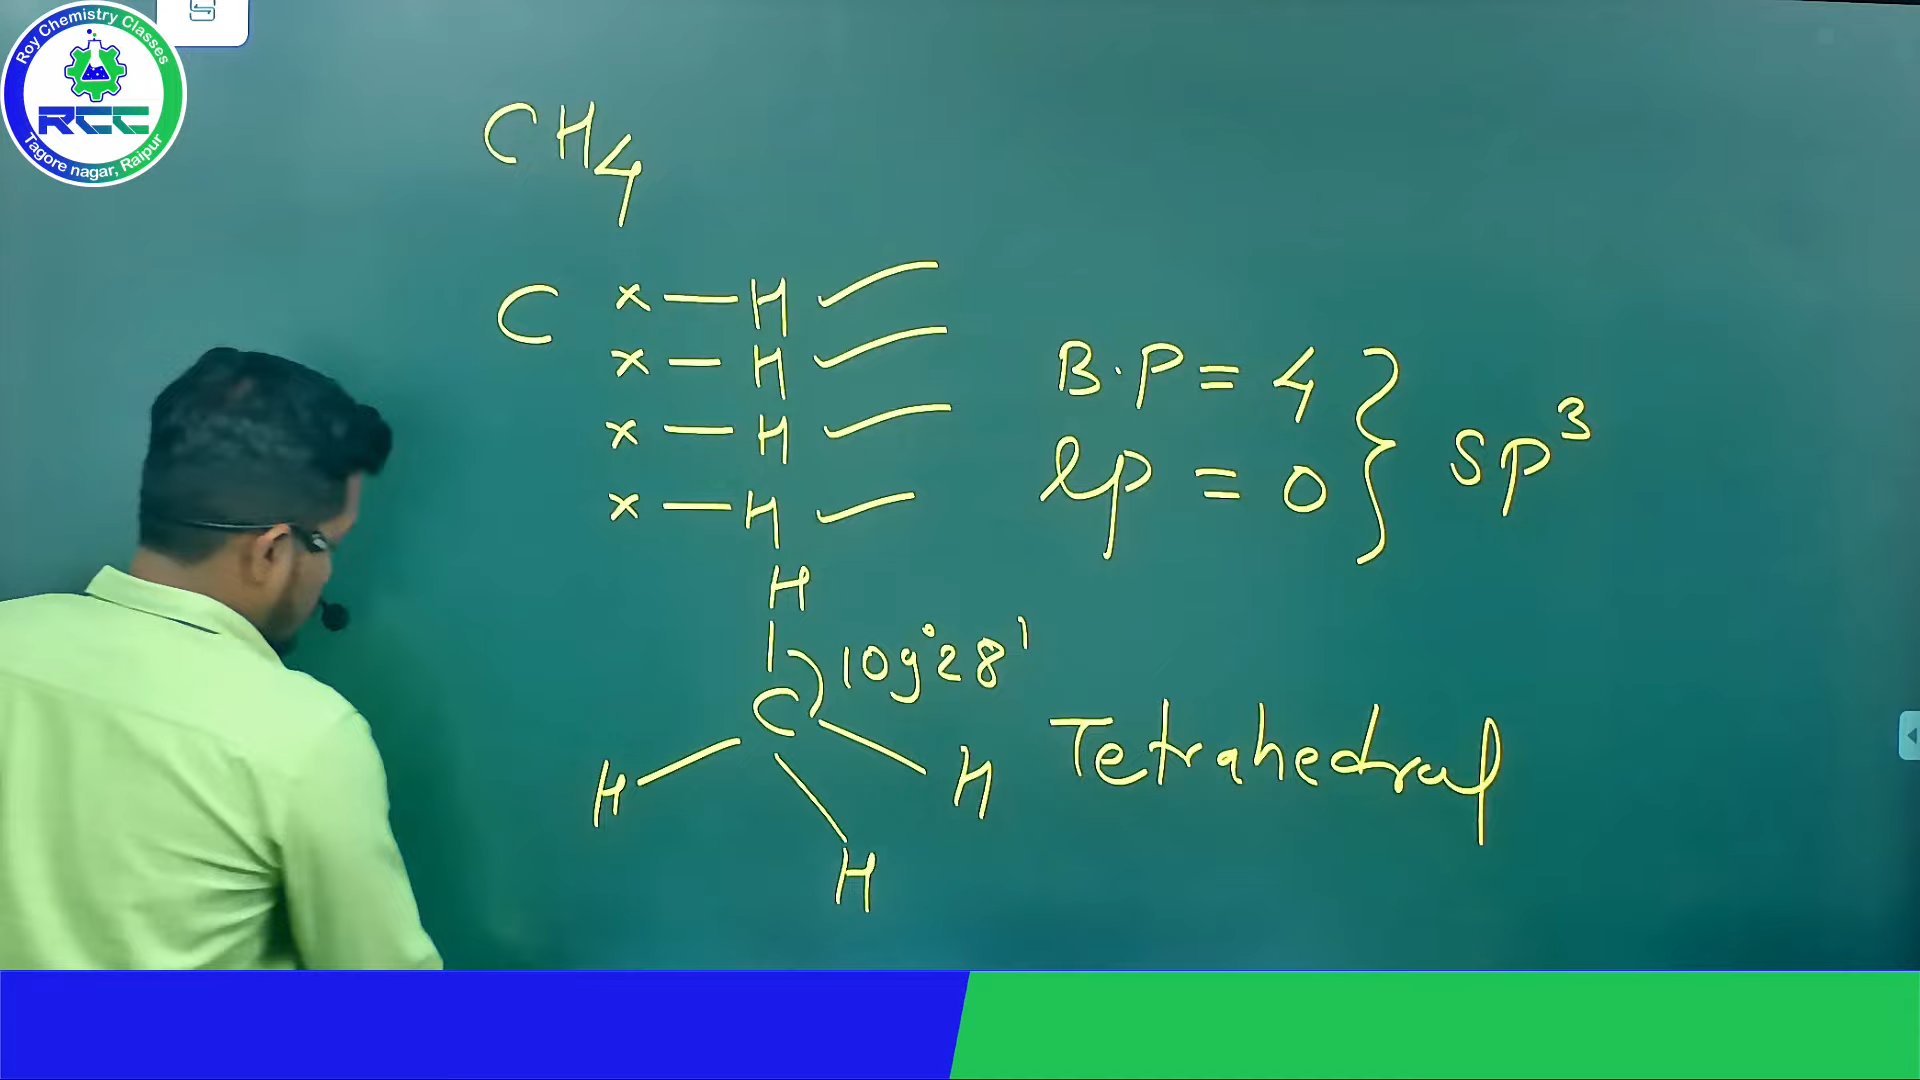 Roy Chemistry Classes
RCC
Tagore nagar, Raipur
CH4
C x — H
x — H
x — H
x — H
B.P = 4
lp = 0
} sp³
H
C 109°28'
H H
H
Tetrahedral